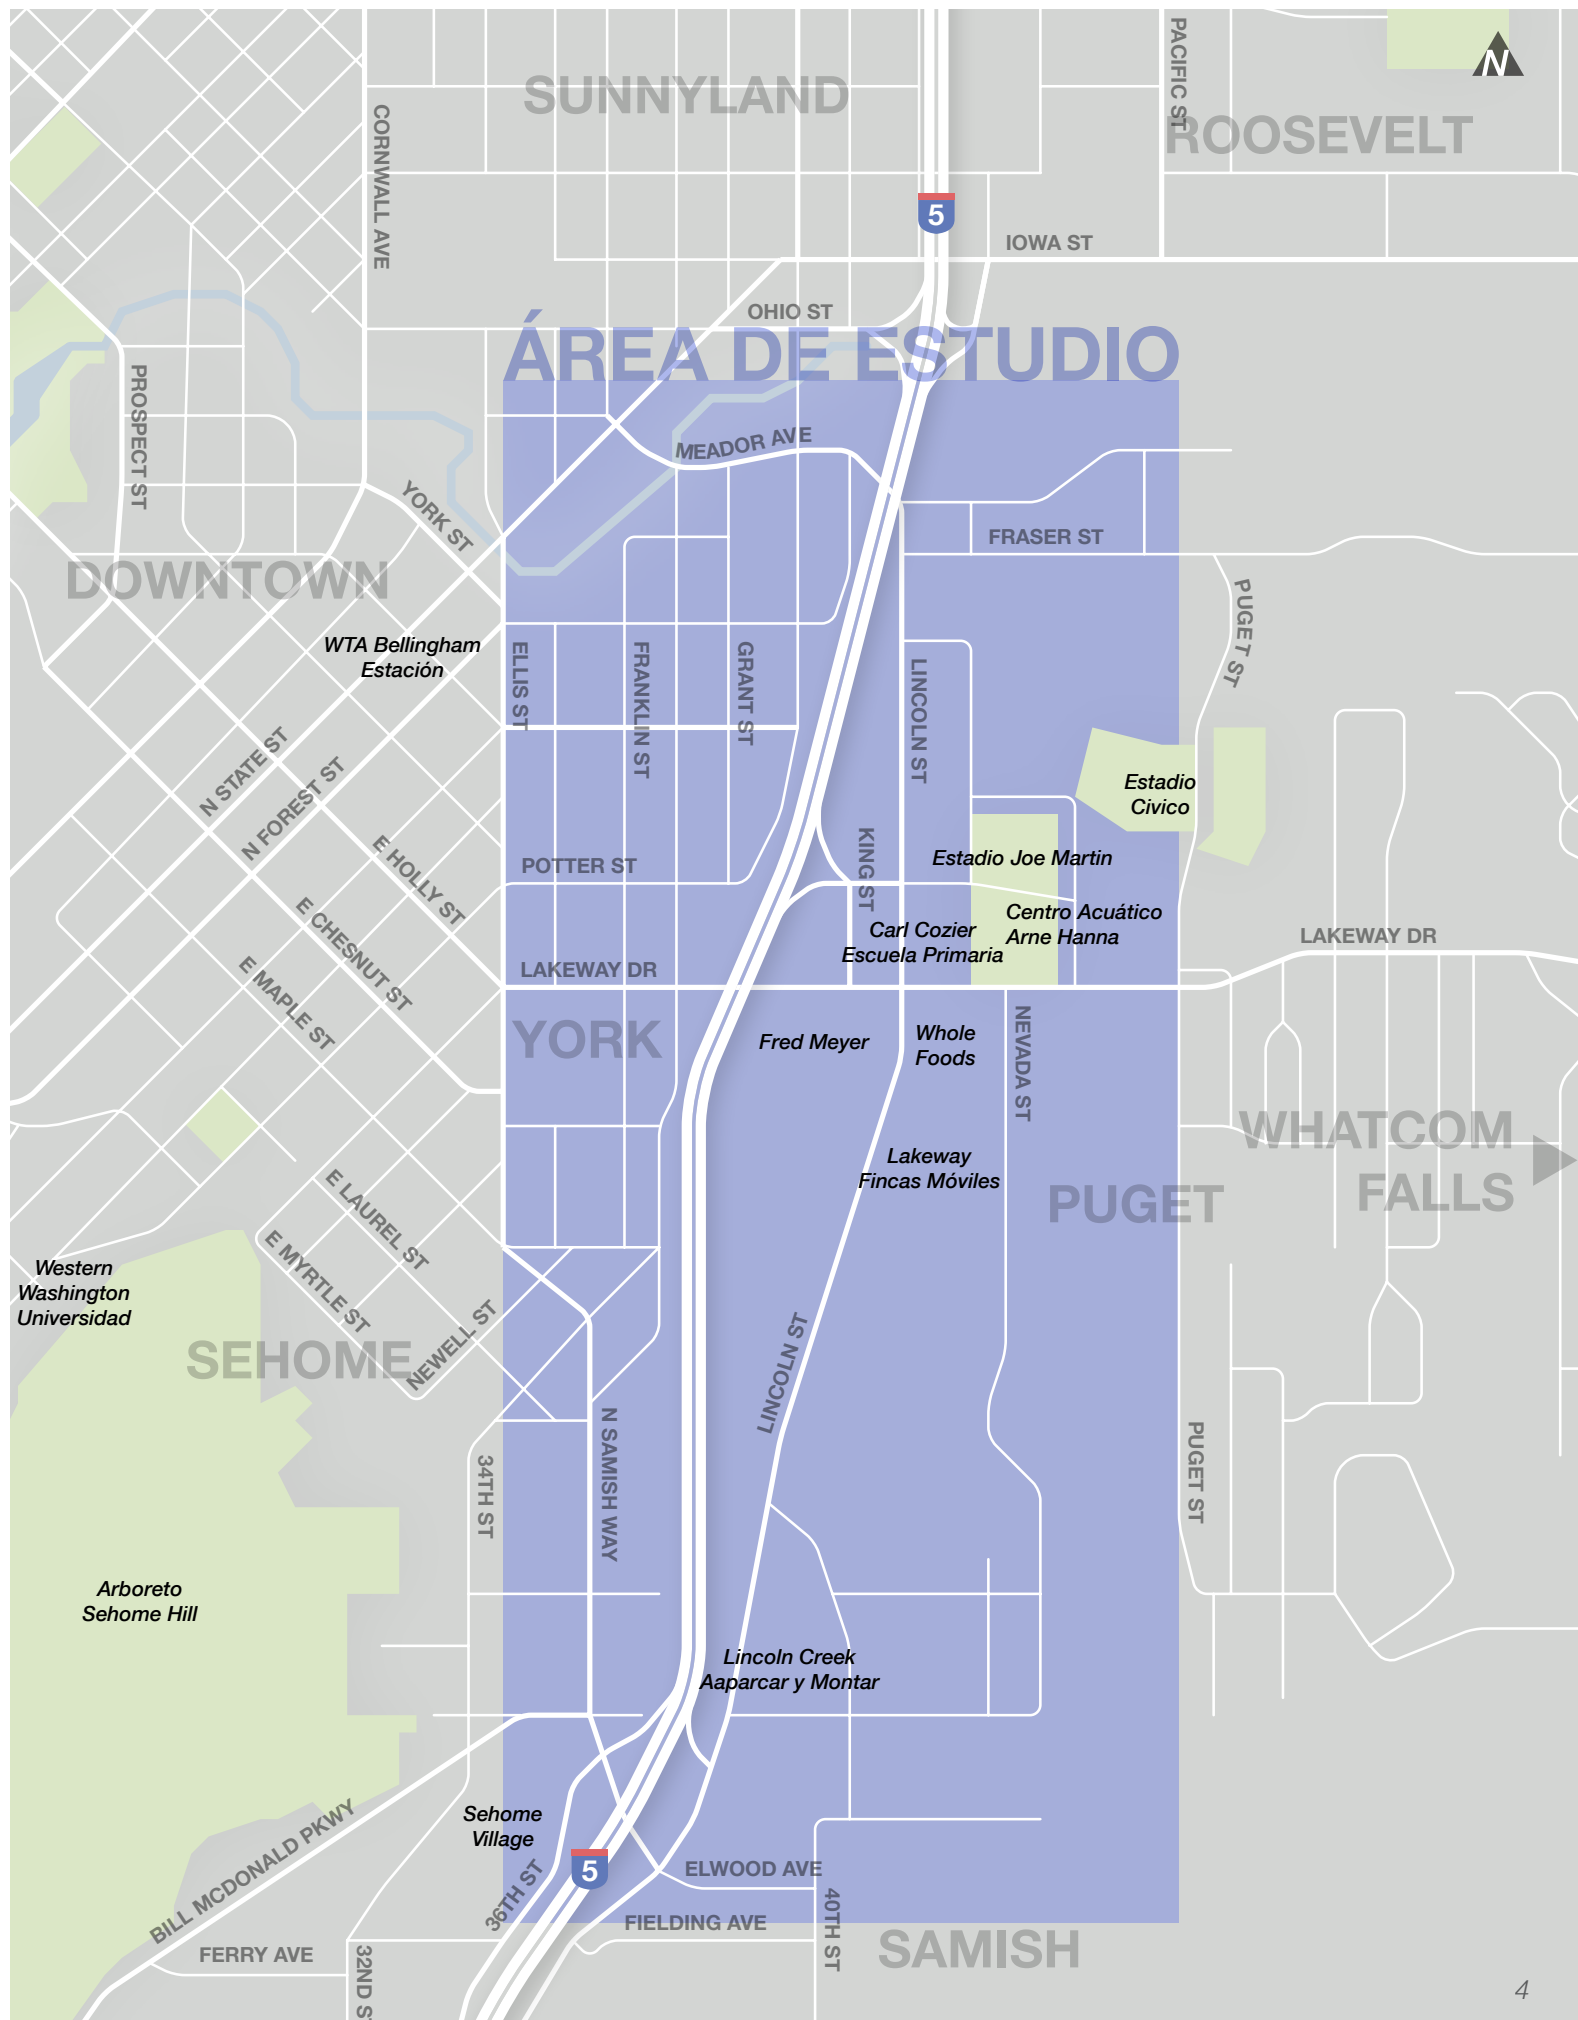 SUNNYLAND
PACIFIC ST
ROOSEVELT
N
CORNWALL AVE
5
IOWA ST
OHIO ST
ÁREA DE ESTUDIO
PROSPECT ST
MEADOR AVE
YORK ST
FRASER ST
DOWNTOWN
PUGET ST
WTA Bellingham
Estación
ELLIS ST
FRANKLIN ST
GRANT ST
LINCOLN ST
N STATE ST
N FOREST ST
Estadio
Civico
E HOLLY ST
POTTER ST
KING ST
Estadio Joe Martin
E CHESNUT ST
Carl Cozier
Escuela Primaria
Centro Acuático
Arne Hanna
LAKEWAY DR
E MAPLE ST
LAKEWAY DR
YORK
Fred Meyer
Whole
Foods
NEVADA ST
WHATCOM
FALLS
Lakeway
Fincas Móviles
PUGET
E LAUREL ST
E MYRTLE ST
Western
Washington
Universidad
NEWELL ST
SEHOME
LINCOLN ST
N SAMISH WAY
34TH ST
PUGET ST
Arboreto
Sehome Hill
Lincoln Creek
Aaparcar y Montar
Sehome
Village
BILL MCDONALD PKWY
36TH ST
5
ELWOOD AVE
40TH ST
FIELDING AVE
FERRY AVE
32ND S
SAMISH
4